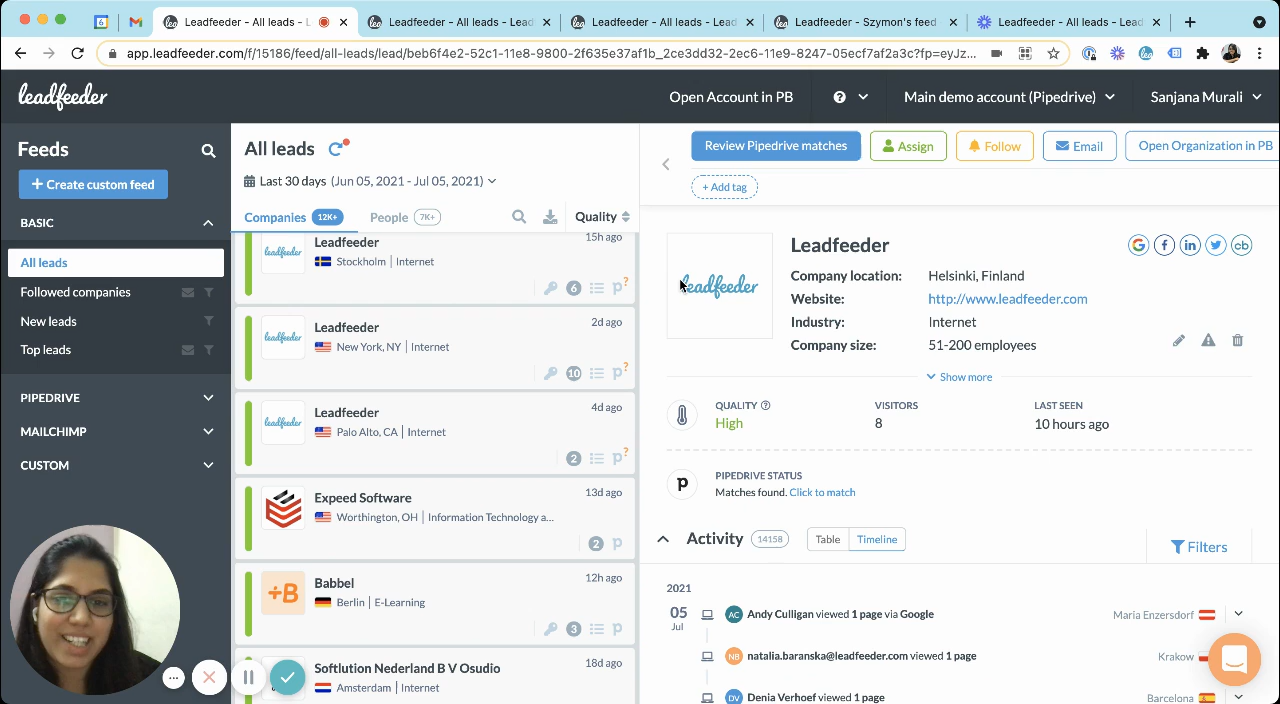 6
Leadfeeder - All leads - L
Leadfeeder - All leads - Lead
Leadfeeder - All leads - Lead
Leadfeeder - Szymon's feed
Leadfeeder - All leads - Lead
app.leadfeeder.com/f/15186/feed/all-leads/lead/beb6f4e2-52c1-11e8-9800-2f635e37af1b_2ce3dd32-2ec6-11e9-8247-05ecf7af2a3c?fp=eyJz...
leadfeeder
Open Account in PB
Main demo account (Pipedrive)
Sanjana Murali
Feeds
+ Create custom feed
BASIC
All leads
Followed companies
New leads
Top leads
PIPEDRIVE
MAILCHIMP
CUSTOM
All leads
Last 30 days (Jun 05, 2021 - Jul 05, 2021)
Companies 12K+
People 7K+
Quality
leadfeeder
Leadfeeder
15h ago
Stockholm | Internet
6
p?
leadfeeder
Leadfeeder
2d ago
New York, NY | Internet
10
p?
leadfeeder
Leadfeeder
4d ago
Palo Alto, CA | Internet
2
p?
Expeed Software
13d ago
Worthington, OH | Information Technology a...
2
p
+B
Babbel
12h ago
Berlin | E-Learning
3
p
Softlution Nederland B V Osudio
18d ago
Amsterdam | Internet
Review Pipedrive matches
Assign
Follow
Email
Open Organization in PB
+ Add tag
leadfeeder
Leadfeeder
G
f
in
cb
Company location: Helsinki, Finland
Website: http://www.leadfeeder.com
Industry: Internet
Company size: 51-200 employees
Show more
QUALITY
High
VISITORS
8
LAST SEEN
10 hours ago
p
PIPEDRIVE STATUS
Matches found. Click to match
Activity 14158
Table
Timeline
Filters
2021
05
Jul
AC
Andy Culligan viewed 1 page via Google
Maria Enzersdorf
NB
natalia.baranska@leadfeeder.com viewed 1 page
Krakow
DV
Denia Verhoef viewed 1 page
Barcelona